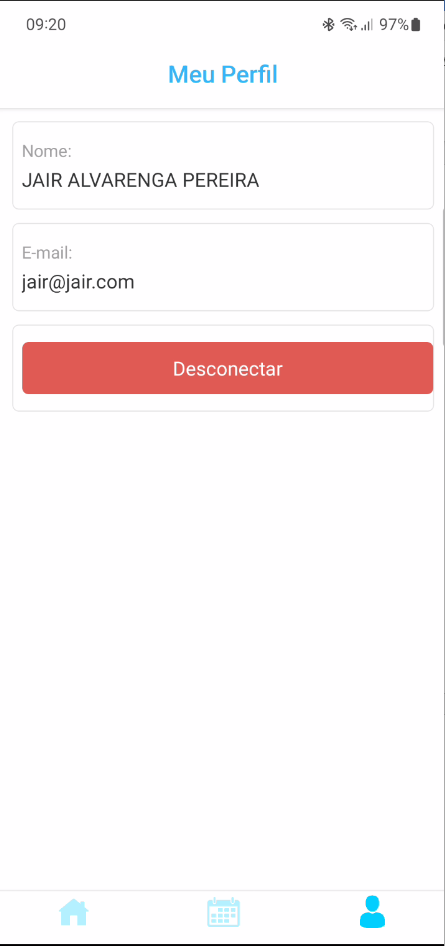 09:20 97%
Meu Perfil
Nome:
JAIR ALVARENGA PEREIRA
E-mail:
jair@jair.com
Desconectar